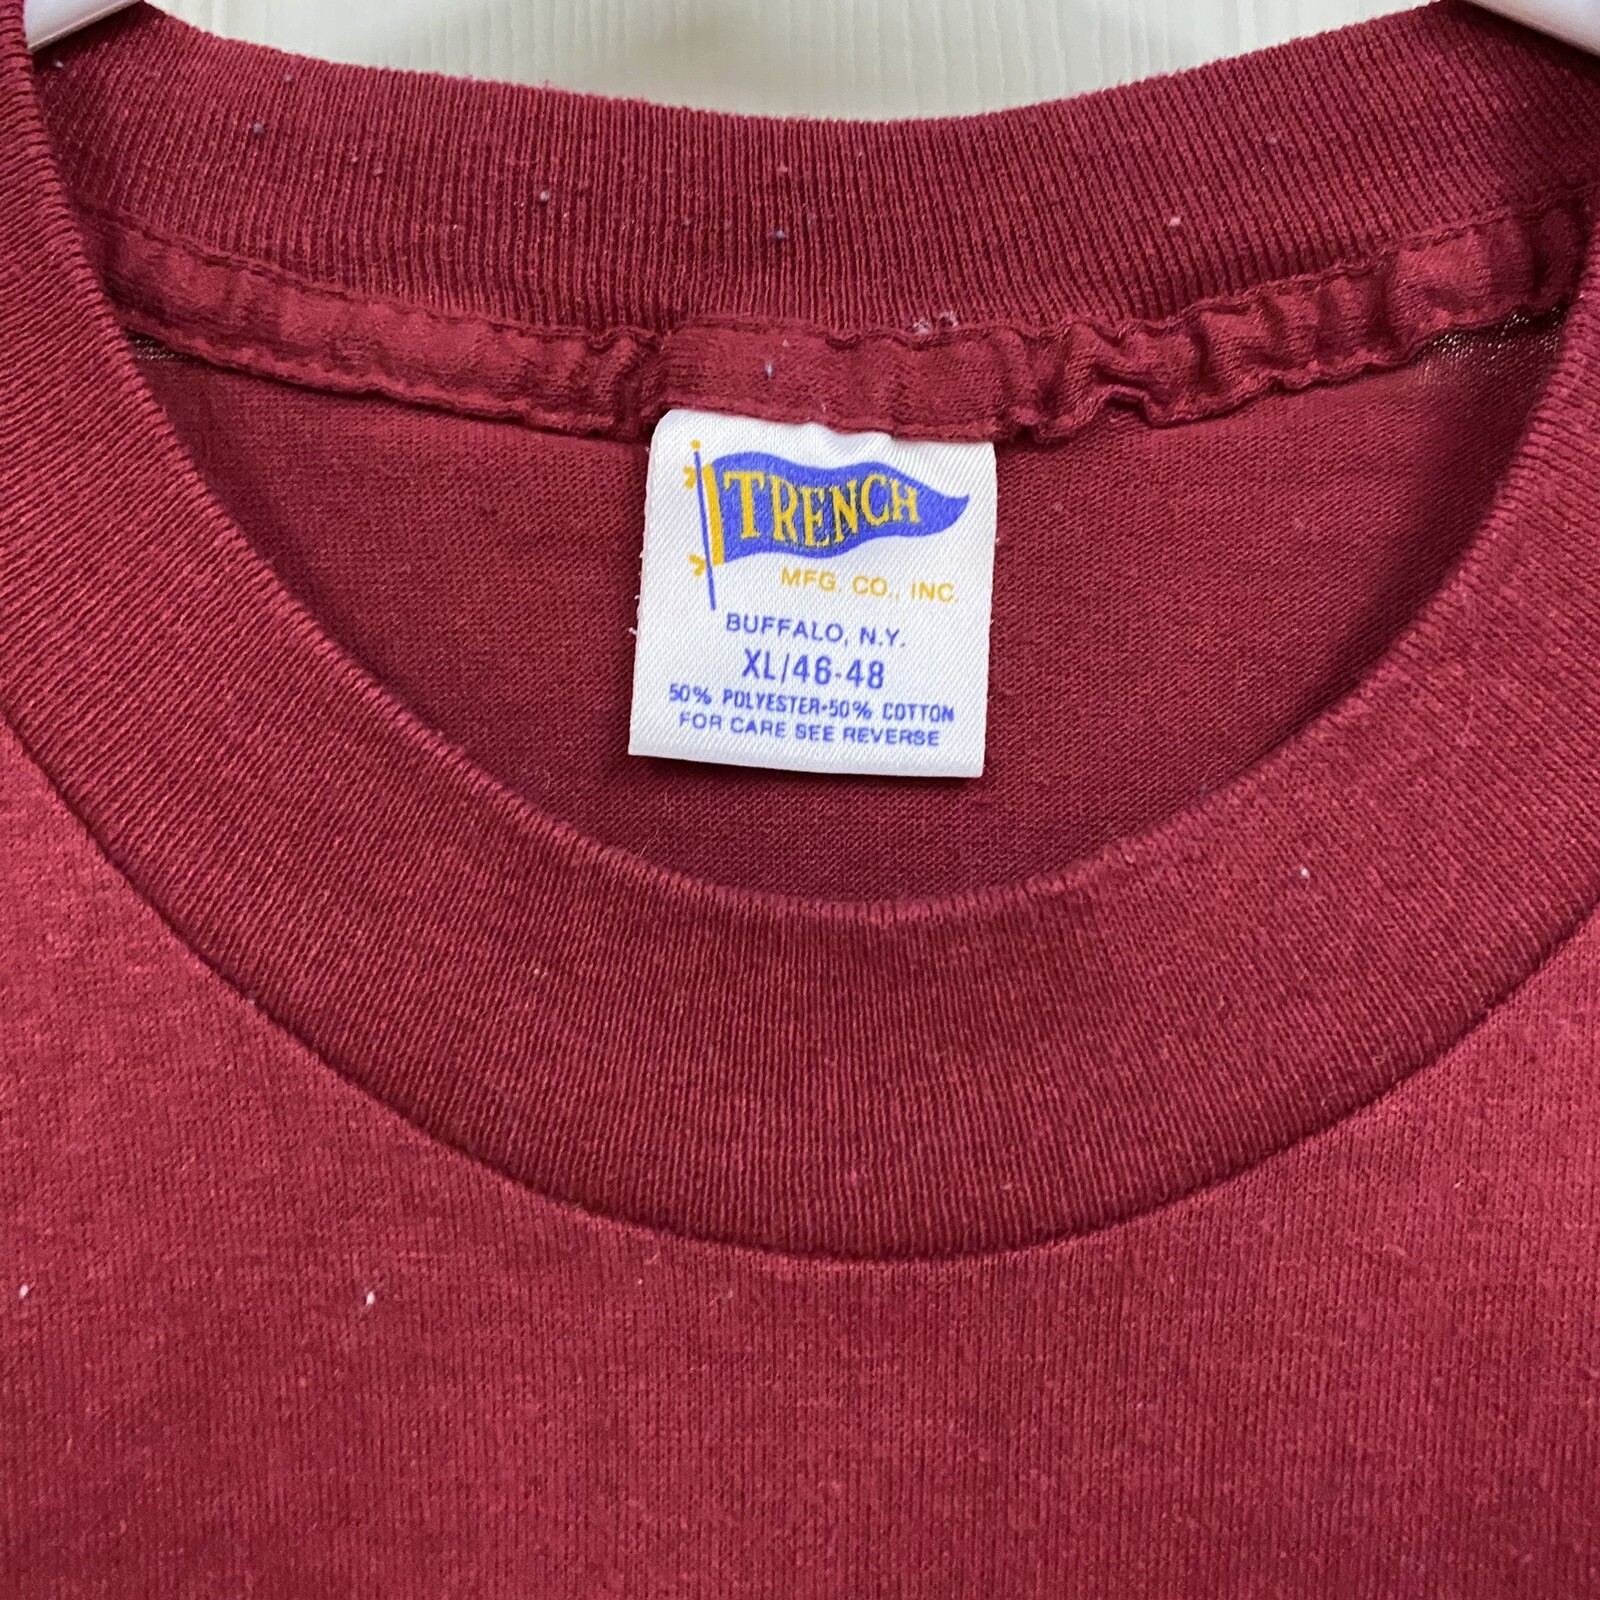 TRENCH
MFG. CO., INC.
BUFFALO, N.Y.
XL/46-48
50% POLYESTER-50% COTTON
FOR CARE SEE REVERSE